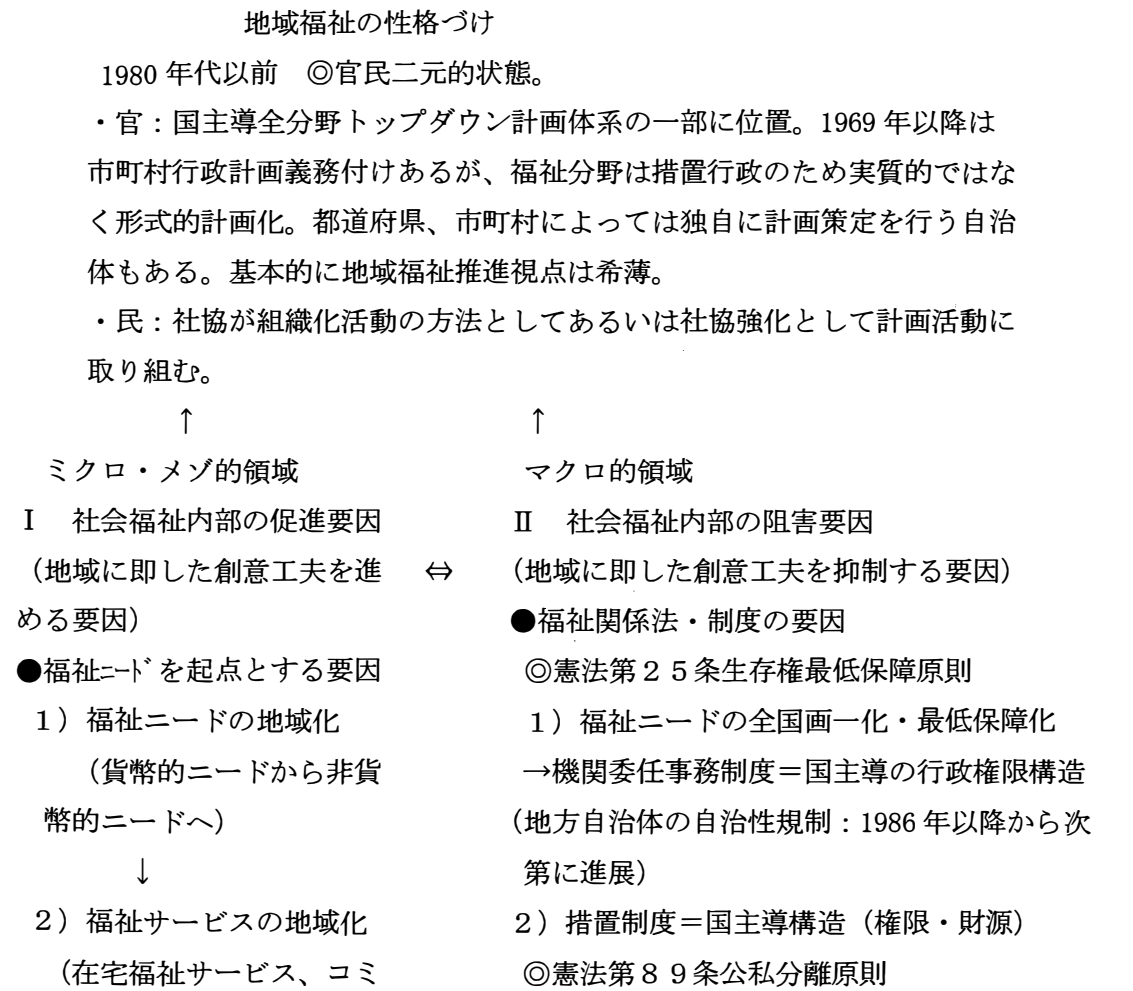 地域福祉の性格づけ
1980年代以前　◎官民二元的状態。
・官：国主導全分野トップダウン計画体系の一部に位置。1969年以降は
市町村行政計画義務付けあるが、福祉分野は措置行政のため実質的ではな
く形式的計画化。都道府県、市町村によっては独自に計画策定を行う自治
体もある。基本的に地域福祉推進視点は希薄。
・民：社協が組織化活動の方法としてあるいは社協強化として計画活動に
取り組む。
↑
ミクロ・メゾ的領域
Ⅰ　社会福祉内部の促進要因
（地域に即した創意工夫を進
める要因）
●福祉ﾆｰﾄﾞを起点とする要因
１）福祉ニードの地域化
（貨幣的ニードから非貨
幣的ニードへ）
↓
２）福祉サービスの地域化
（在宅福祉サービス、コミ
⇔
↑
マクロ的領域
Ⅱ　社会福祉内部の阻害要因
（地域に即した創意工夫を抑制する要因）
●福祉関係法・制度の要因
◎憲法第２５条生存権最低保障原則
１）福祉ニードの全国画一化・最低保障化
→機関委任事務制度＝国主導の行政権限構造
（地方自治体の自治性規制：1986年以降から次
第に進展）
２）措置制度＝国主導構造（権限・財源）
◎憲法第８９条公私分離原則